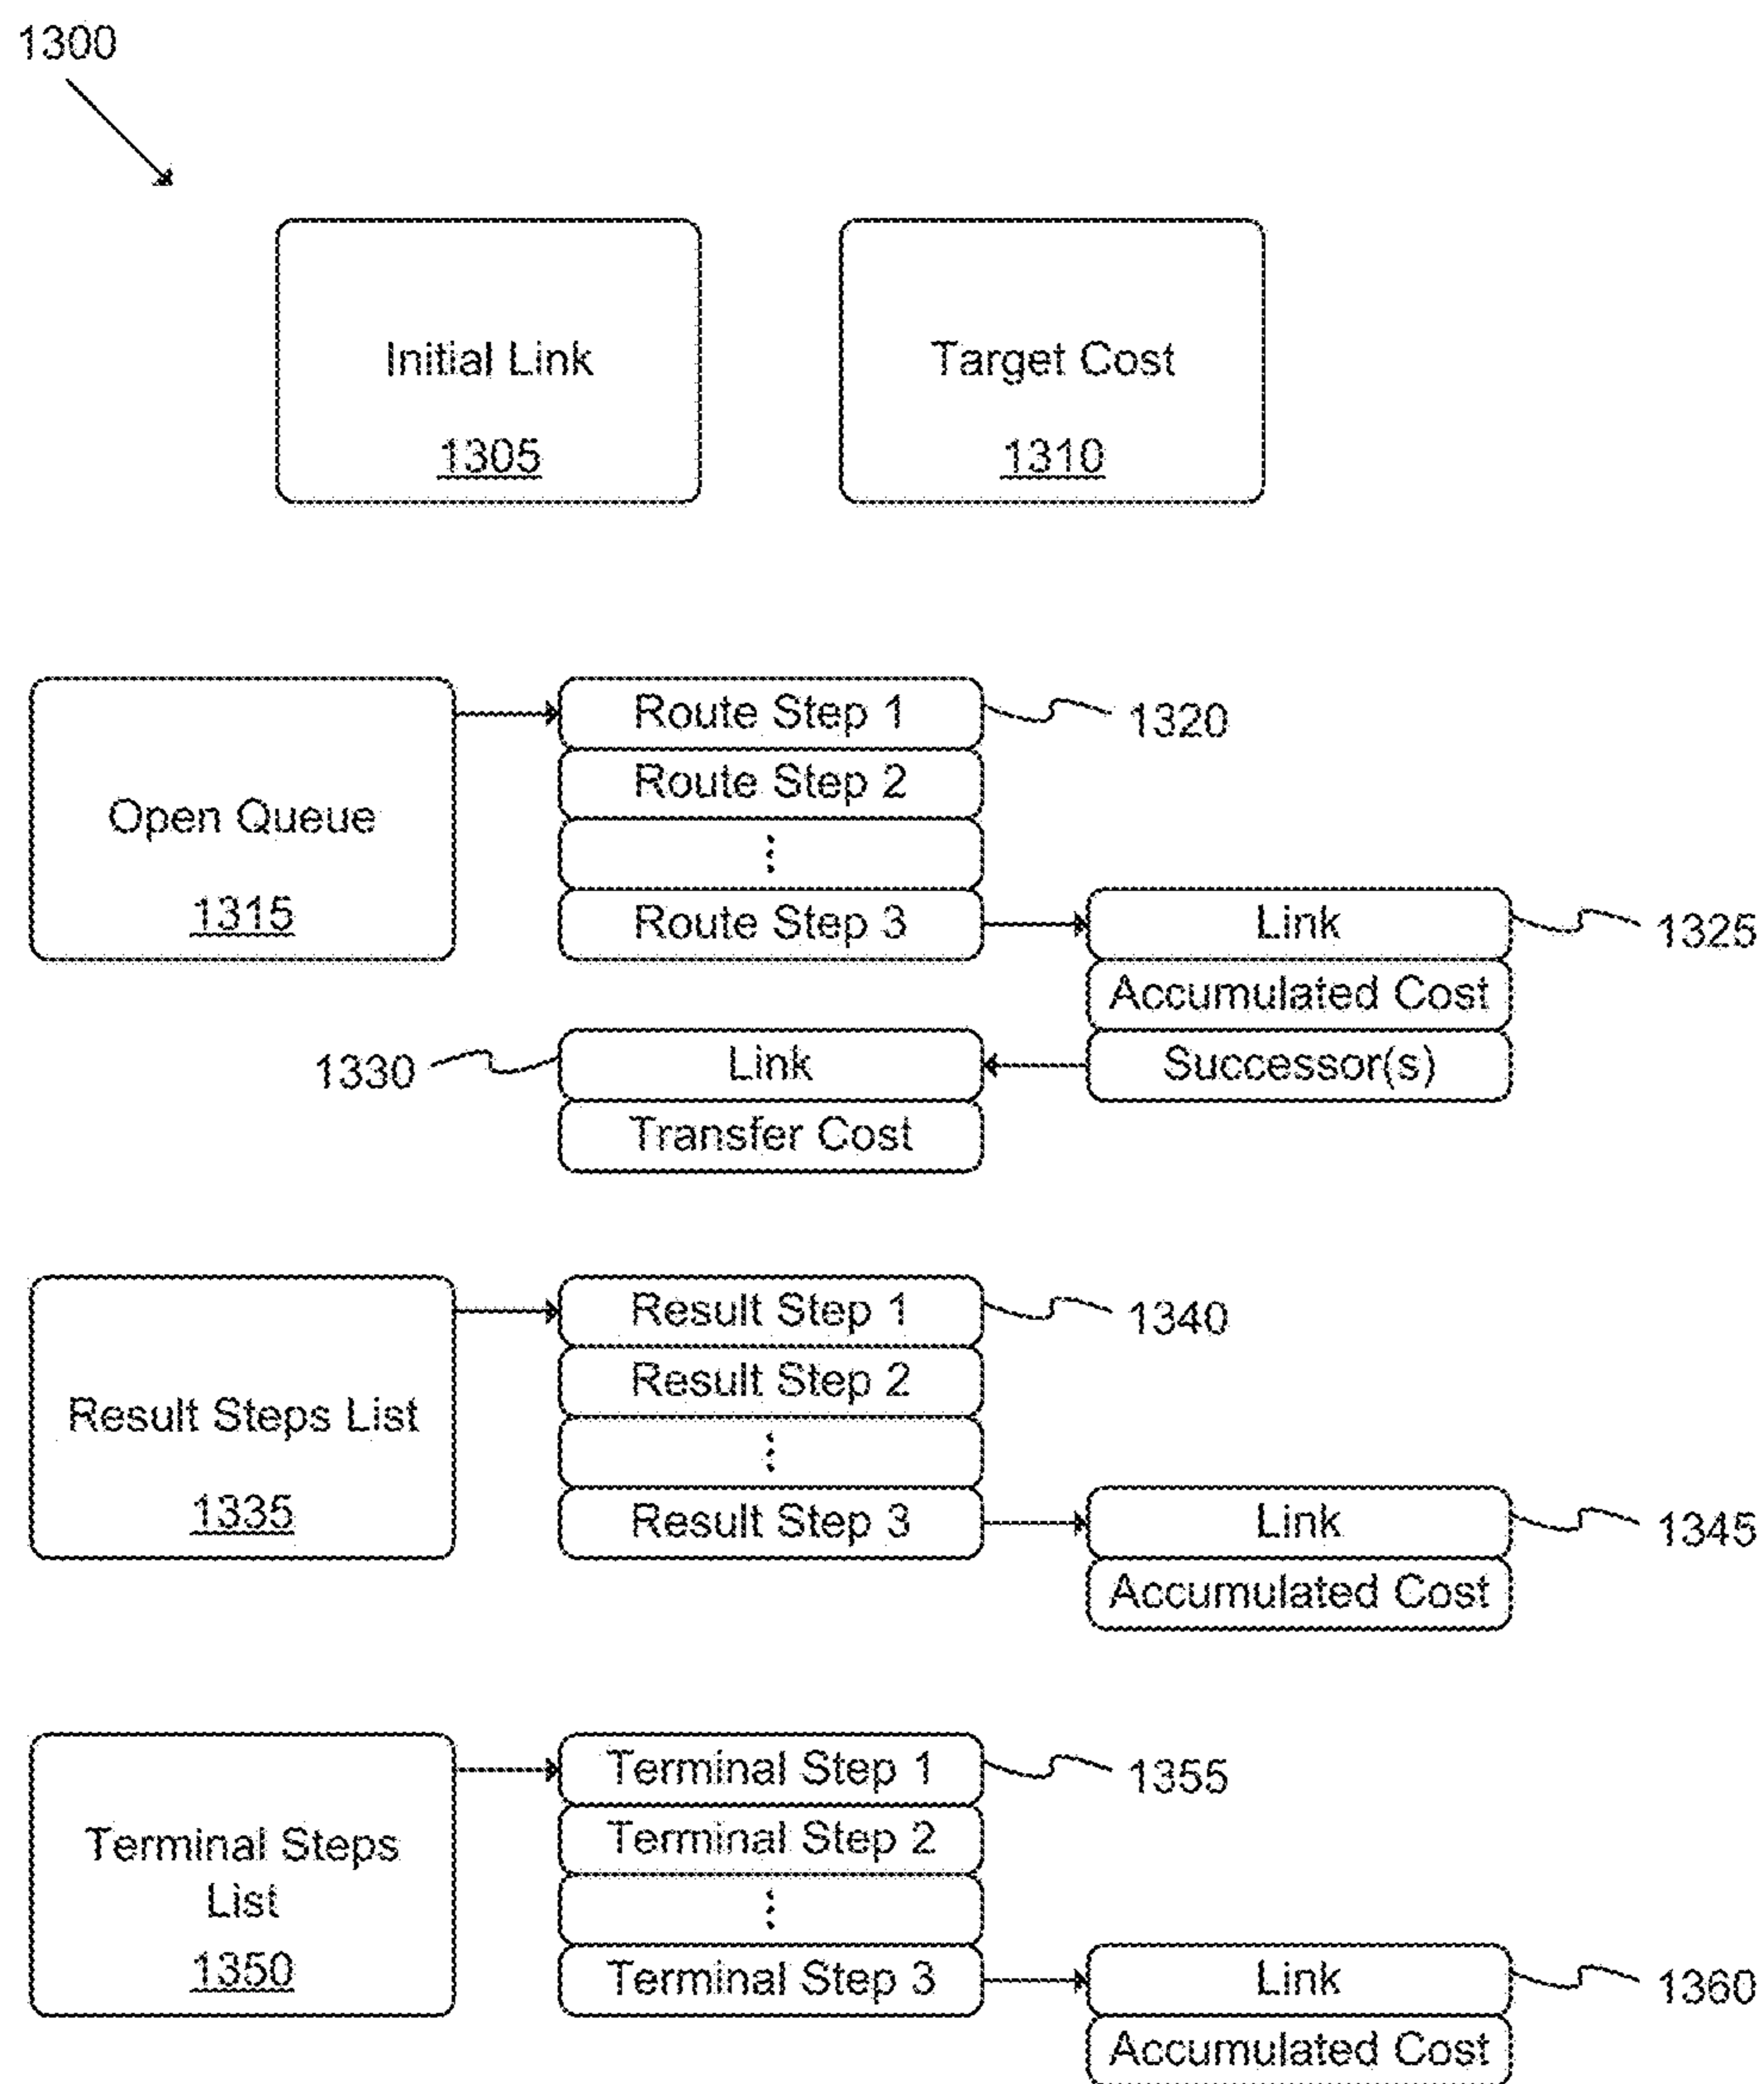 1300
Initial Link
1305
Target Cost
1310
Open Queue
1315
Route Step 1
1320
Route Step 2
⋮
Route Step 3
Link
1325
Accumulated Cost
Successor(s)
1330
Link
Transfer Cost
Result Steps List
1335
Result Step 1
1340
Result Step 2
⋮
Result Step 3
Link
1345
Accumulated Cost
Terminal Steps
List
1350
Terminal Step 1
1355
Terminal Step 2
⋮
Terminal Step 3
Link
1360
Accumulated Cost